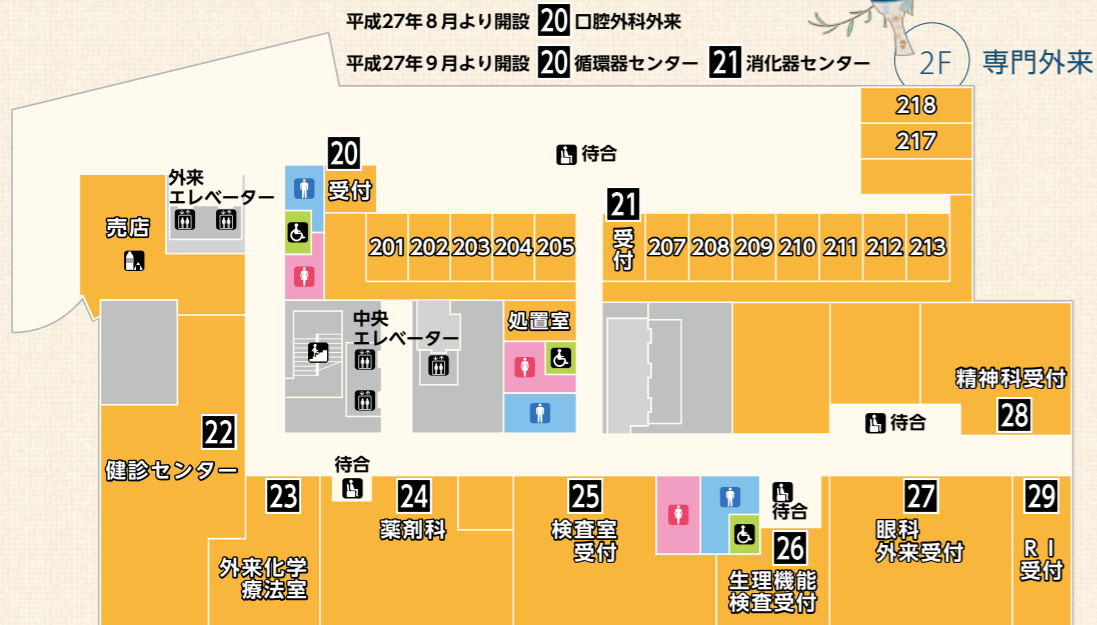 平成27年8月より開設 20 口腔外科外来
平成27年9月より開設 20 循環器センター 21 消化器センター
2F 専門外来
218
217
待合
20
受付
外来
エレベーター
売店
21
受付
201 202 203 204 205
207 208 209 210 211 212 213
中央
エレベーター
処置室
精神科受付
28
待合
22
健診センター
待合
23
外来化学
療法室
24
薬剤科
25
検査室
受付
待合
26
生理機能
検査受付
27
眼科
外来受付
29
RI
受付